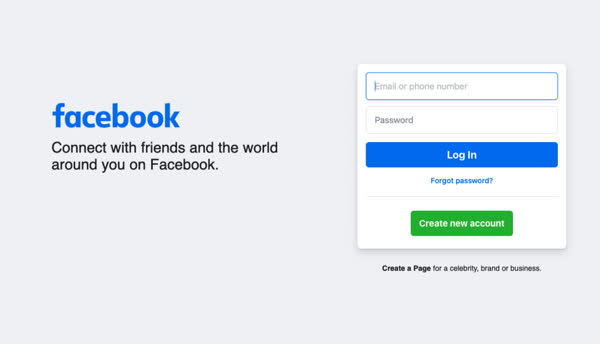 facebook
Connect with friends and the world
around you on Facebook.
Email or phone number
Password
Log In
Forgot password?
Create new account
Create a Page for a celebrity, brand or business.